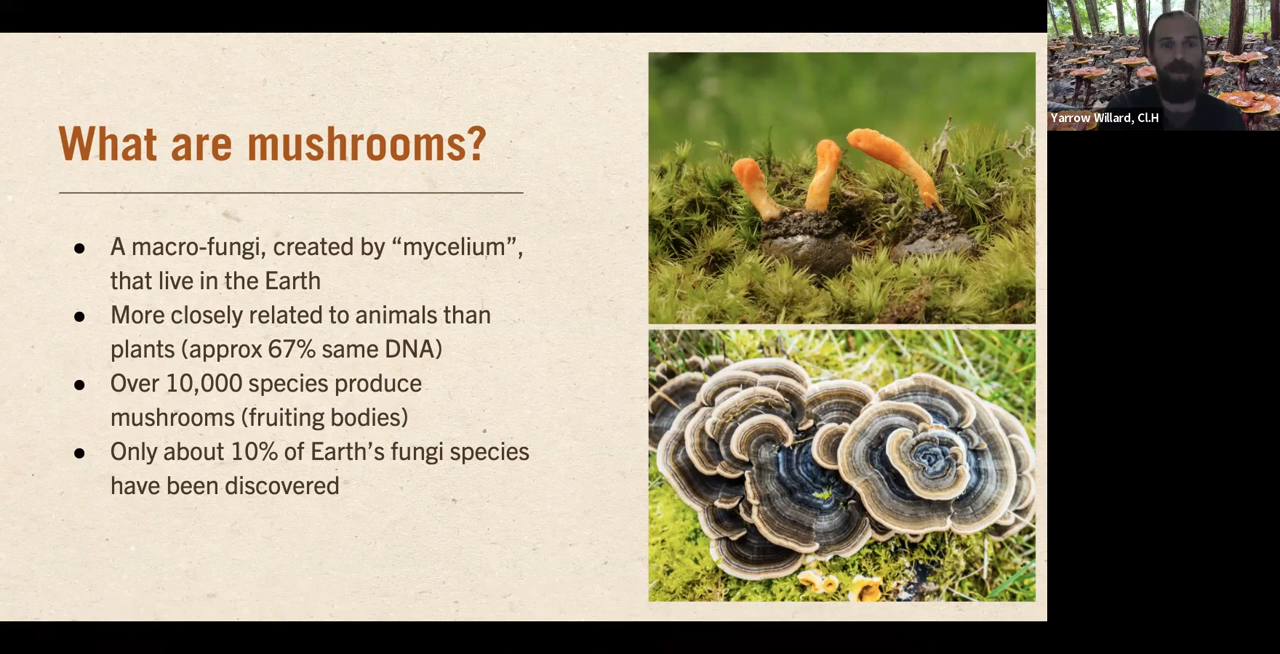 What are mushrooms?
● A macro-fungi, created by “mycelium”,
that live in the Earth
● More closely related to animals than
plants (approx 67% same DNA)
● Over 10,000 species produce
mushrooms (fruiting bodies)
● Only about 10% of Earth’s fungi species
have been discovered
Yarrow Willard, Cl.H